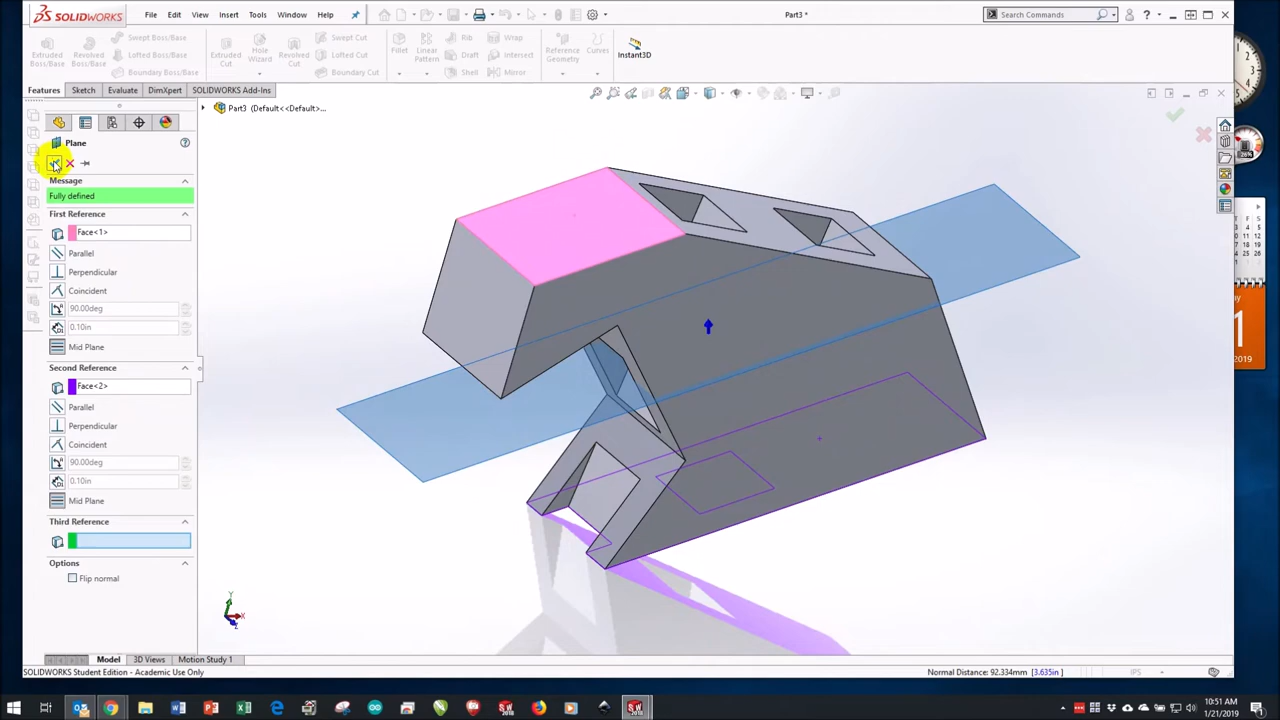 SOLIDWORKS
File Edit View Insert Tools Window Help
Part3 *
Search Commands
Extruded Boss/Base
Revolved Boss/Base
Swept Boss/Base
Lofted Boss/Base
Boundary Boss/Base
Extruded Cut
Hole Wizard
Revolved Cut
Swept Cut
Lofted Cut
Boundary Cut
Fillet
Linear Pattern
Rib
Draft
Shell
Wrap
Intersect
Mirror
Reference Geometry
Curves
Instant3D
Features Sketch Evaluate DimXpert SOLIDWORKS Add-Ins
Part3 (Default<<Default>...
Plane
Message
Fully defined
First Reference
Face<1>
Parallel
Perpendicular
Coincident
90.00deg
0.10in
Mid Plane
Second Reference
Face<2>
Parallel
Perpendicular
Coincident
90.00deg
0.10in
Mid Plane
Third Reference
Options
Flip normal
Y
X
Z
Model 3D Views Motion Study 1
SOLIDWORKS Student Edition - Academic Use Only
Normal Distance: 92.334mm [3.635in]
IPS
10:51 AM
1/21/2019
2019